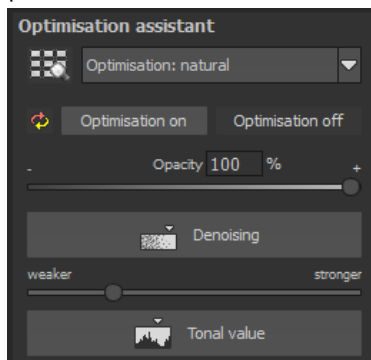 Optimisation assistant
Optimisation: natural
Optimisation on Optimisation off
Opacity 100 %
- +
Denoising
weaker stronger
Tonal value